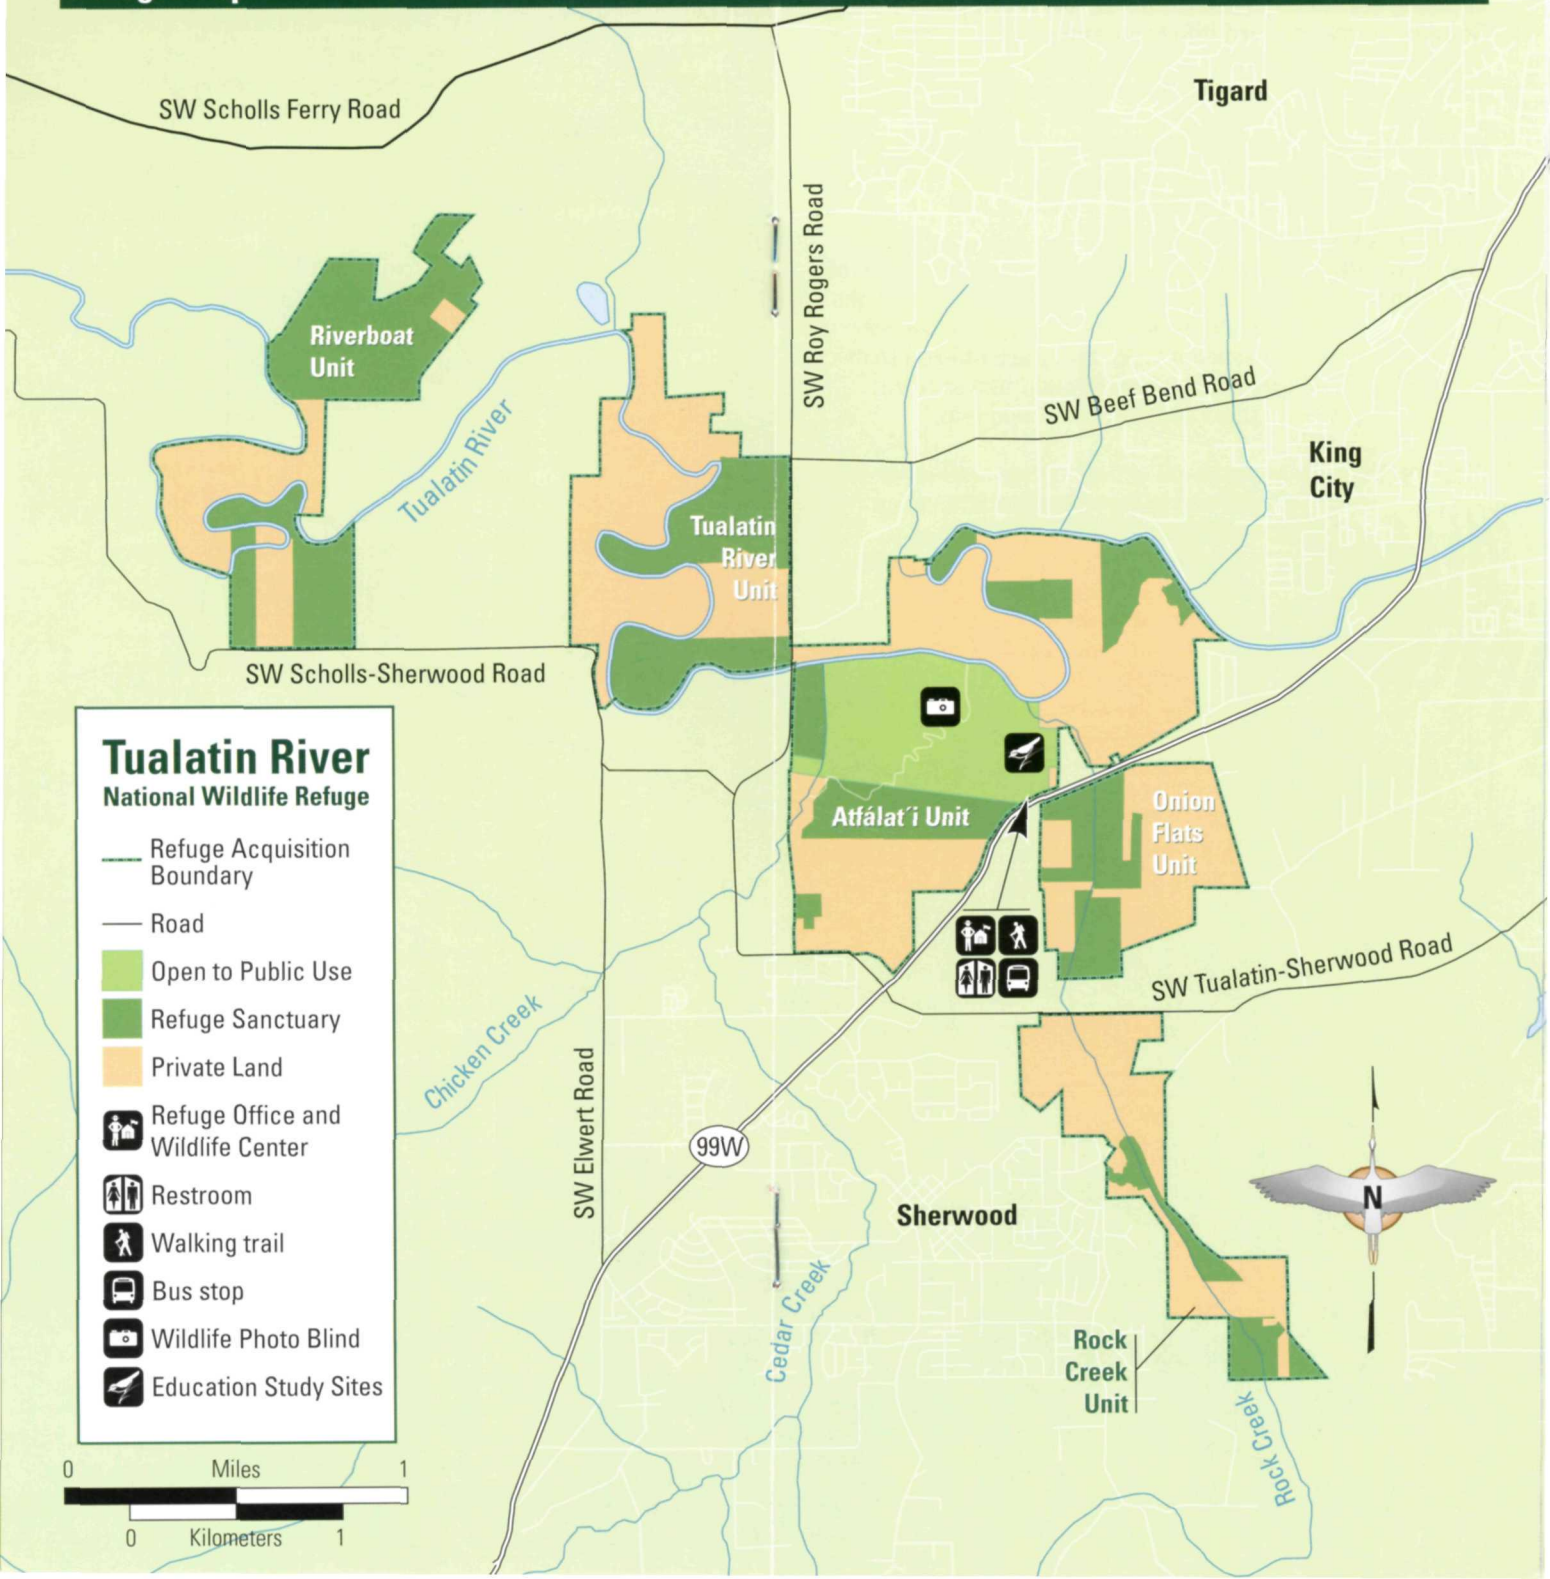 SW Scholls Ferry Road
Tigard
SW Roy Rogers Road
Riverboat
Unit
Tualatin River
SW Beef Bend Road
King
City
Tualatin
River
Unit
SW Scholls-Sherwood Road
Atfálat´i Unit
Onion
Flats
Unit
SW Tualatin-Sherwood Road
Chicken Creek
SW Elwert Road
99W
Sherwood
N
Cedar Creek
Rock
Creek
Unit
Rock Creek
Tualatin River
National Wildlife Refuge
Refuge Acquisition
Boundary
Road
Open to Public Use
Refuge Sanctuary
Private Land
Refuge Office and
Wildlife Center
Restroom
Walking trail
Bus stop
Wildlife Photo Blind
Education Study Sites
0 Miles 1
0 Kilometers 1